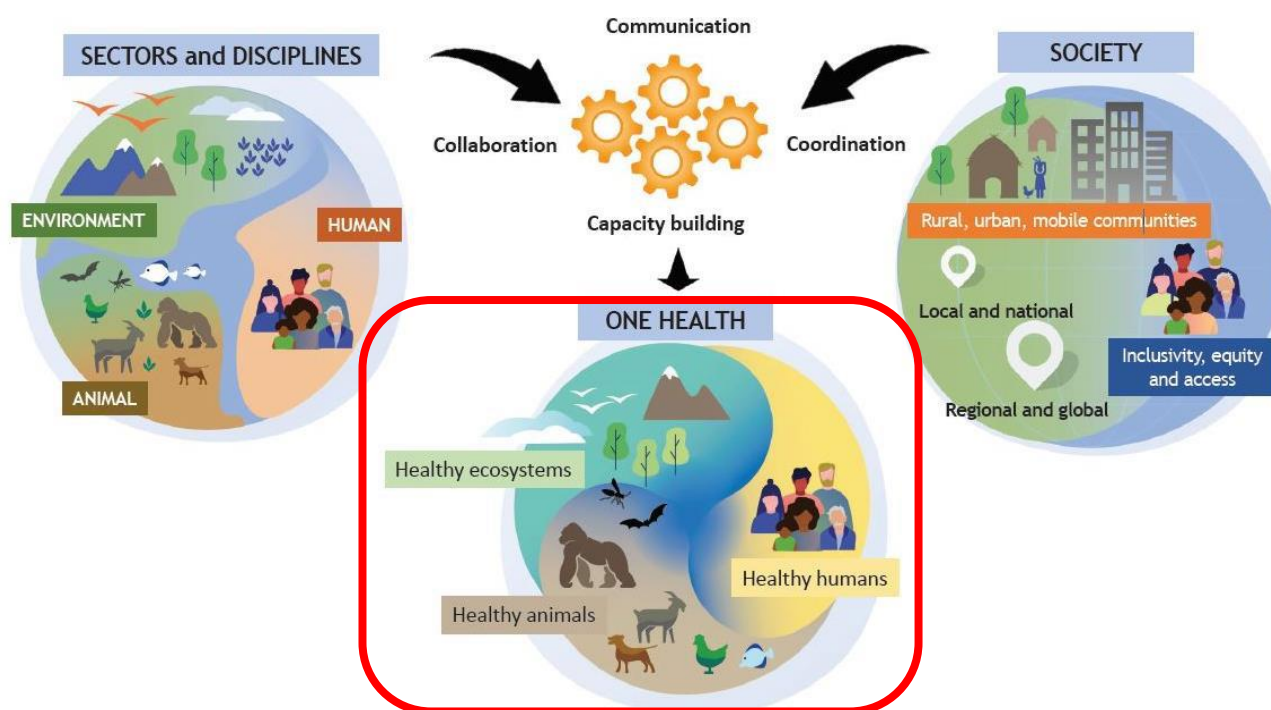 Communication
SECTORS and DISCIPLINES
SOCIETY
Collaboration
Coordination
ENVIRONMENT
HUMAN
Capacity building
Rural, urban, mobile communities
Local and national
ANIMAL
Inclusivity, equity
and access
Regional and global
ONE HEALTH
Healthy ecosystems
Healthy humans
Healthy animals